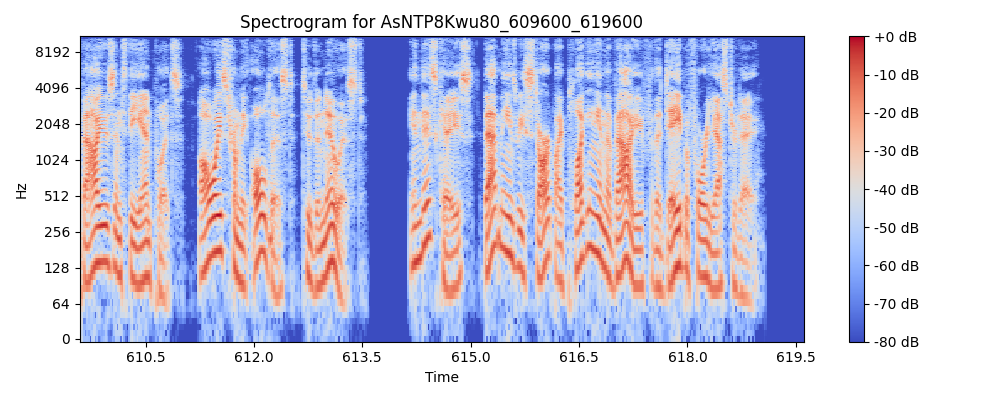 Spectrogram for AsNTP8Kwu80_609600_619600
Hz
8192
4096
2048
1024
512
256
128
64
0
610.5 612.0 613.5 615.0 616.5 618.0 619.5
Time
+0 dB
-10 dB
-20 dB
-30 dB
-40 dB
-50 dB
-60 dB
-70 dB
-80 dB